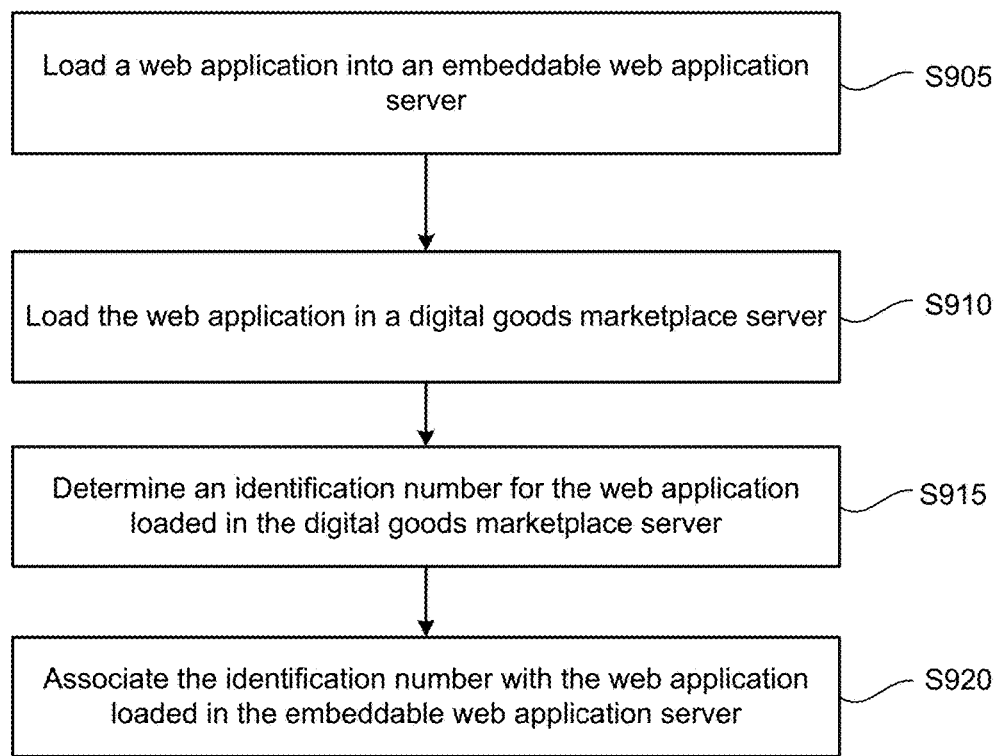 Load a web application into an embeddable web application
server
S905
Load the web application in a digital goods marketplace server
S910
Determine an identification number for the web application
loaded in the digital goods marketplace server
S915
Associate the identification number with the web application
loaded in the embeddable web application server
S920